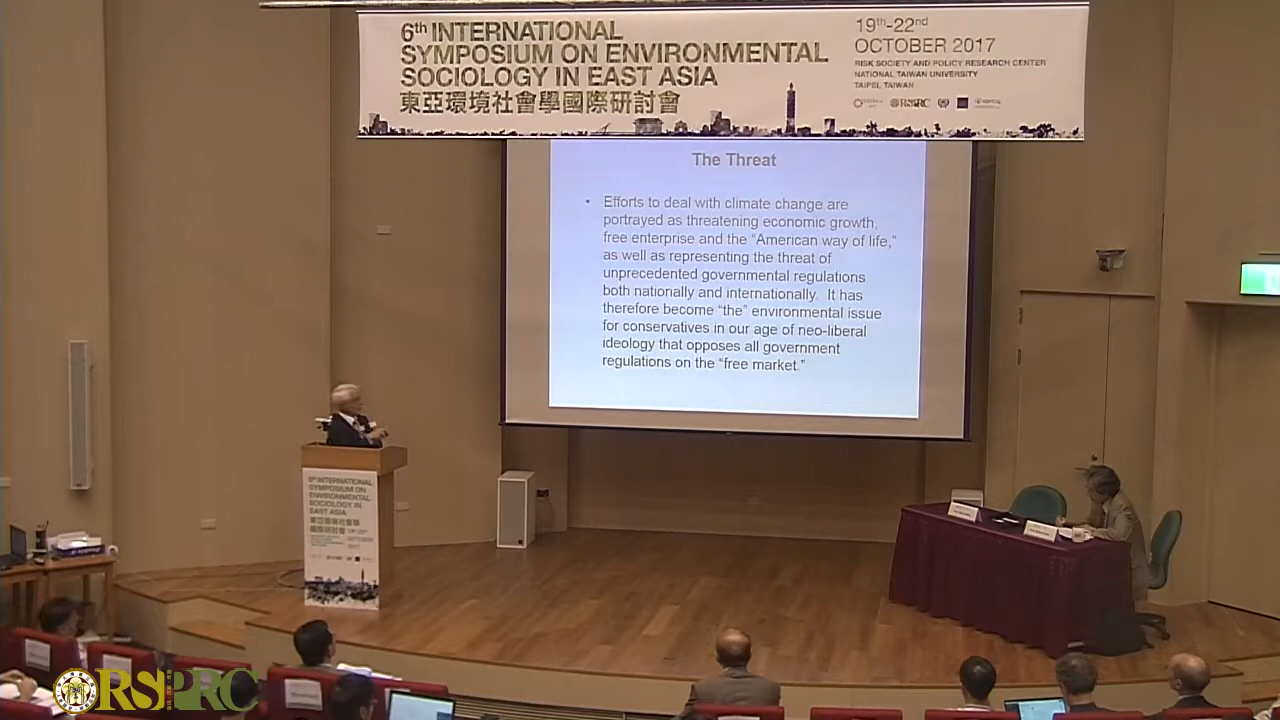 6th INTERNATIONAL
SYMPOSIUM ON ENVIRONMENTAL
SOCIOLOGY IN EAST ASIA
東亞環境社會學國際研討會
19th-22nd
OCTOBER 2017
RISK SOCIETY AND POLICY RESEARCH CENTER
NATIONAL TAIWAN UNIVERSITY
TAIPEI, TAIWAN
RSPRC
The Threat
• Efforts to deal with climate change are
portrayed as threatening economic growth,
free enterprise and the “American way of life,”
as well as representing the threat of
unprecedented governmental regulations
both nationally and internationally. It has
therefore become “the” environmental issue
for conservatives in our age of neo-liberal
ideology that opposes all government
regulations on the “free market.”
6th INTERNATIONAL
SYMPOSIUM ON
ENVIRONMENTAL
SOCIOLOGY IN
EAST ASIA
東亞環境社會學
國際研討會
OCTOBER
2017
RSPRC